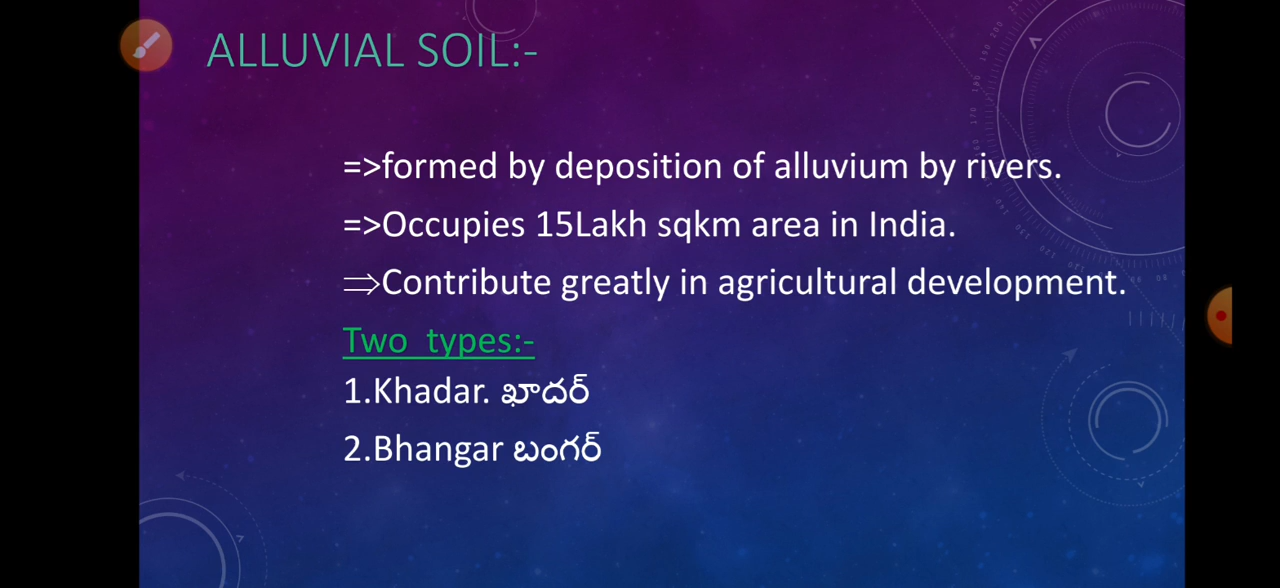 ALLUVIAL SOIL:-
=>formed by deposition of alluvium by rivers.
=>Occupies 15Lakh sqkm area in India.
⇒Contribute greatly in agricultural development.
Two types:-
1.Khadar. ఖాదర్
2.Bhangar బంగర్